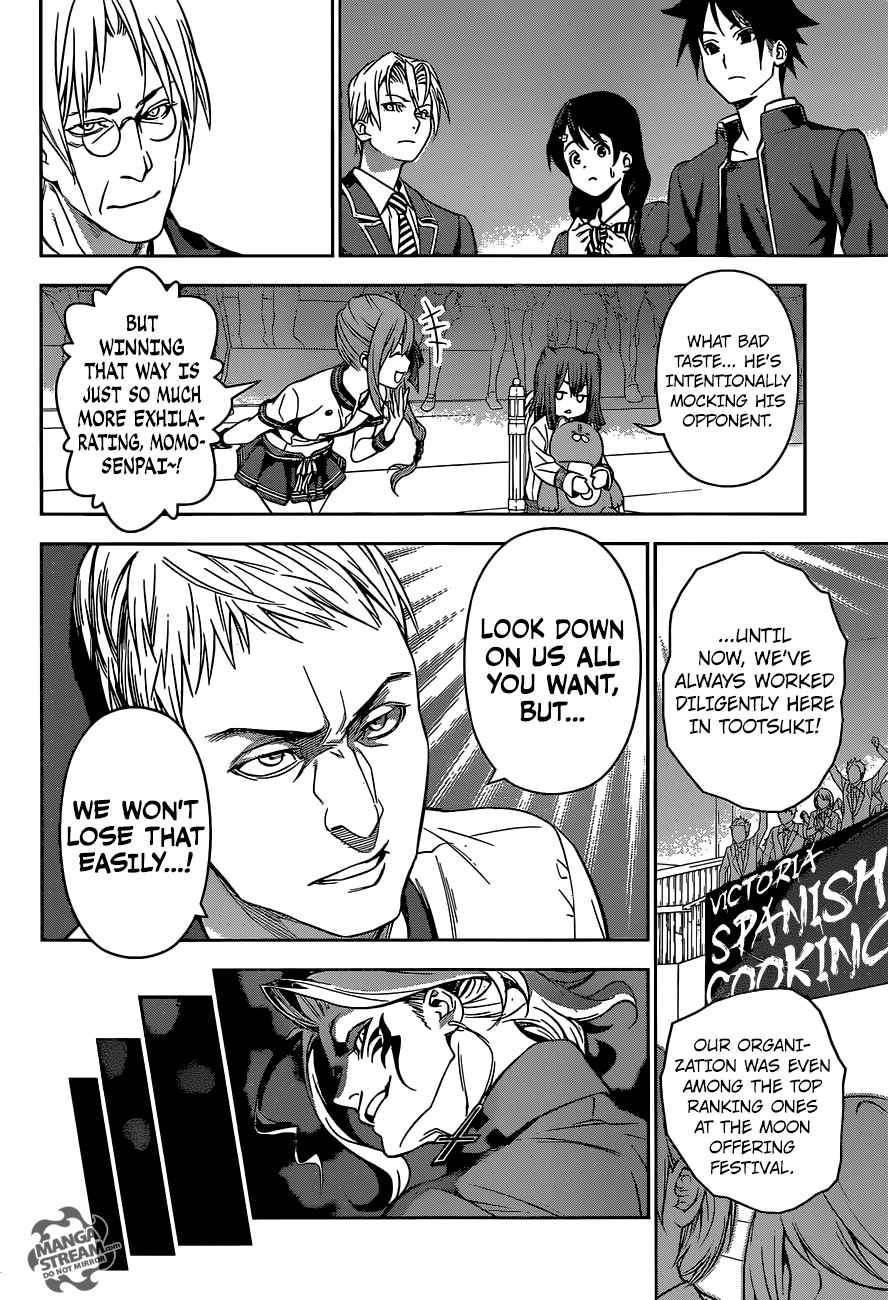 WHAT BAD
TASTE... HE'S
INTENTIONALLY
MOCKING HIS
OPPONENT.
BUT
WINNING
THAT WAY IS
JUST SO MUCH
MORE EXHILA-
RATING, MOMO-
SENPAI~!
...UNTIL
NOW, WE'VE
ALWAYS WORKED
DILIGENTLY HERE
IN TOOTSUKI!
VICTORIA
SPANISH
COOKING
OUR ORGANI-
ZATION WAS EVEN
AMONG THE TOP
RANKING ONES
AT THE MOON
OFFERING
FESTIVAL.
LOOK DOWN
ON US ALL
YOU WANT,
BUT...
WE WON'T
LOSE THAT
EASILY...!
MANGA
STREAM.com
DO NOT MIRROR